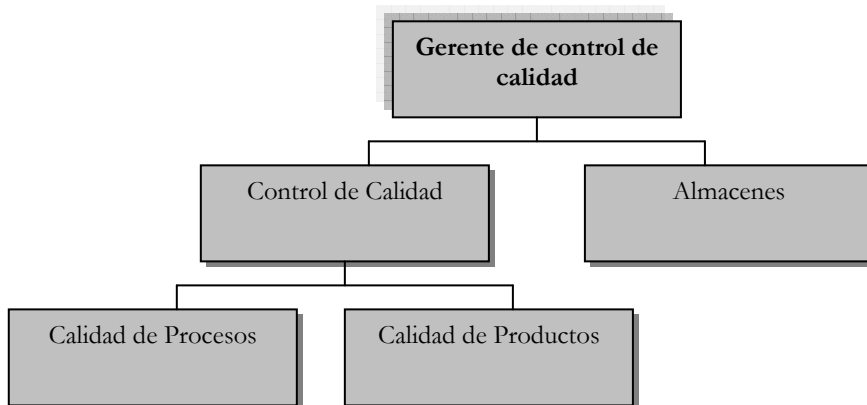 Gerente de control de
calidad
Control de Calidad
Almacenes
Calidad de Procesos
Calidad de Productos